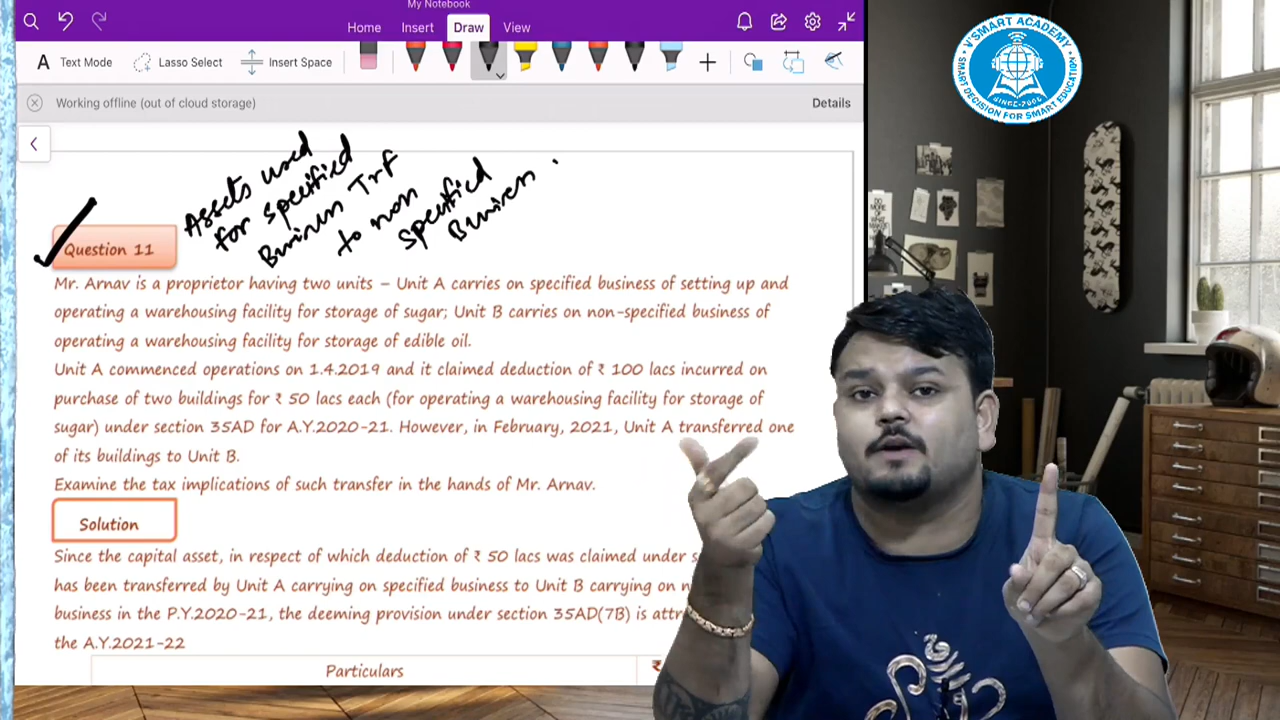 My Notebook
Home Insert Draw View
A Text Mode Lasso Select Insert Space
Working offline (out of cloud storage) Details
Assets used
for specified
Business Trf
to non
specified
Business.
Question 11
Mr. Arnav is a proprietor having two units – Unit A carries on specified business of setting up and
operating a warehousing facility for storage of sugar; Unit B carries on non-specified business of
operating a warehousing facility for storage of edible oil.
Unit A commenced operations on 1.4.2019 and it claimed deduction of ₹ 100 lacs incurred on
purchase of two buildings for ₹ 50 lacs each (for operating a warehousing facility for storage of
sugar) under section 35AD for A.Y.2020-21. However, in February, 2021, Unit A transferred one
of its buildings to Unit B.
Examine the tax implications of such transfer in the hands of Mr. Arnav.
Solution
Since the capital asset, in respect of which deduction of ₹ 50 lacs was claimed under
has been transferred by Unit A carrying on specified business to Unit B carrying on
business in the P.Y.2020-21, the deeming provision under section 35AD(7B) is
the A.Y.2021-22
Particulars ₹
V'SMART ACADEMY
SINCE-2006
SMART DECISION FOR SMART EDUCATION